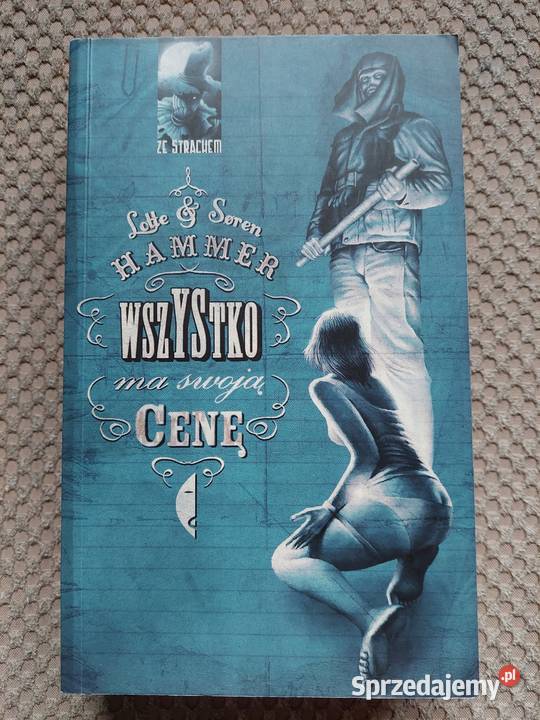 ZE STRACHEM
Lotte & Søren
HAMMER
WSZYSTKO
ma swoją
CENĘ
Sprzedajemy.pl